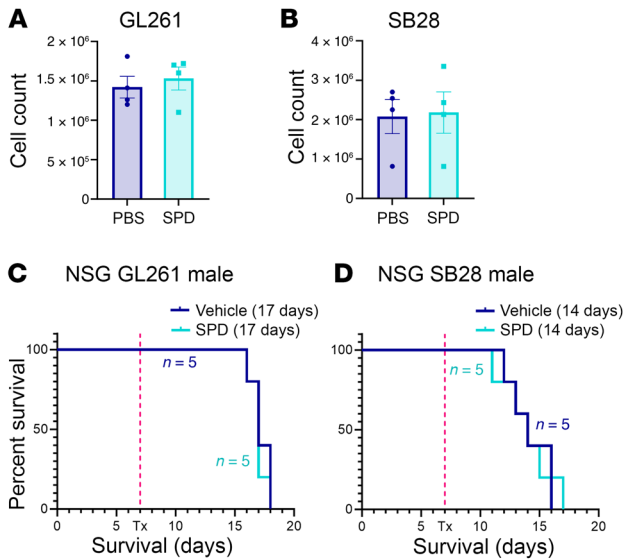 A GL261
Cell count
2 × 10⁶
1.5 × 10⁶
1 × 10⁶
5 × 10⁵
0
PBS SPD
B SB28
Cell count
4 × 10⁶
3 × 10⁶
2 × 10⁶
1 × 10⁶
0
PBS SPD
C NSG GL261 male
Vehicle (17 days)
SPD (17 days)
Percent survival
100
50
0
n = 5
n = 5
0 5 Tx 10 15 20
Survival (days)
D NSG SB28 male
Vehicle (14 days)
SPD (14 days)
100
50
0
n = 5
n = 5
0 5 Tx 10 15 20
Survival (days)